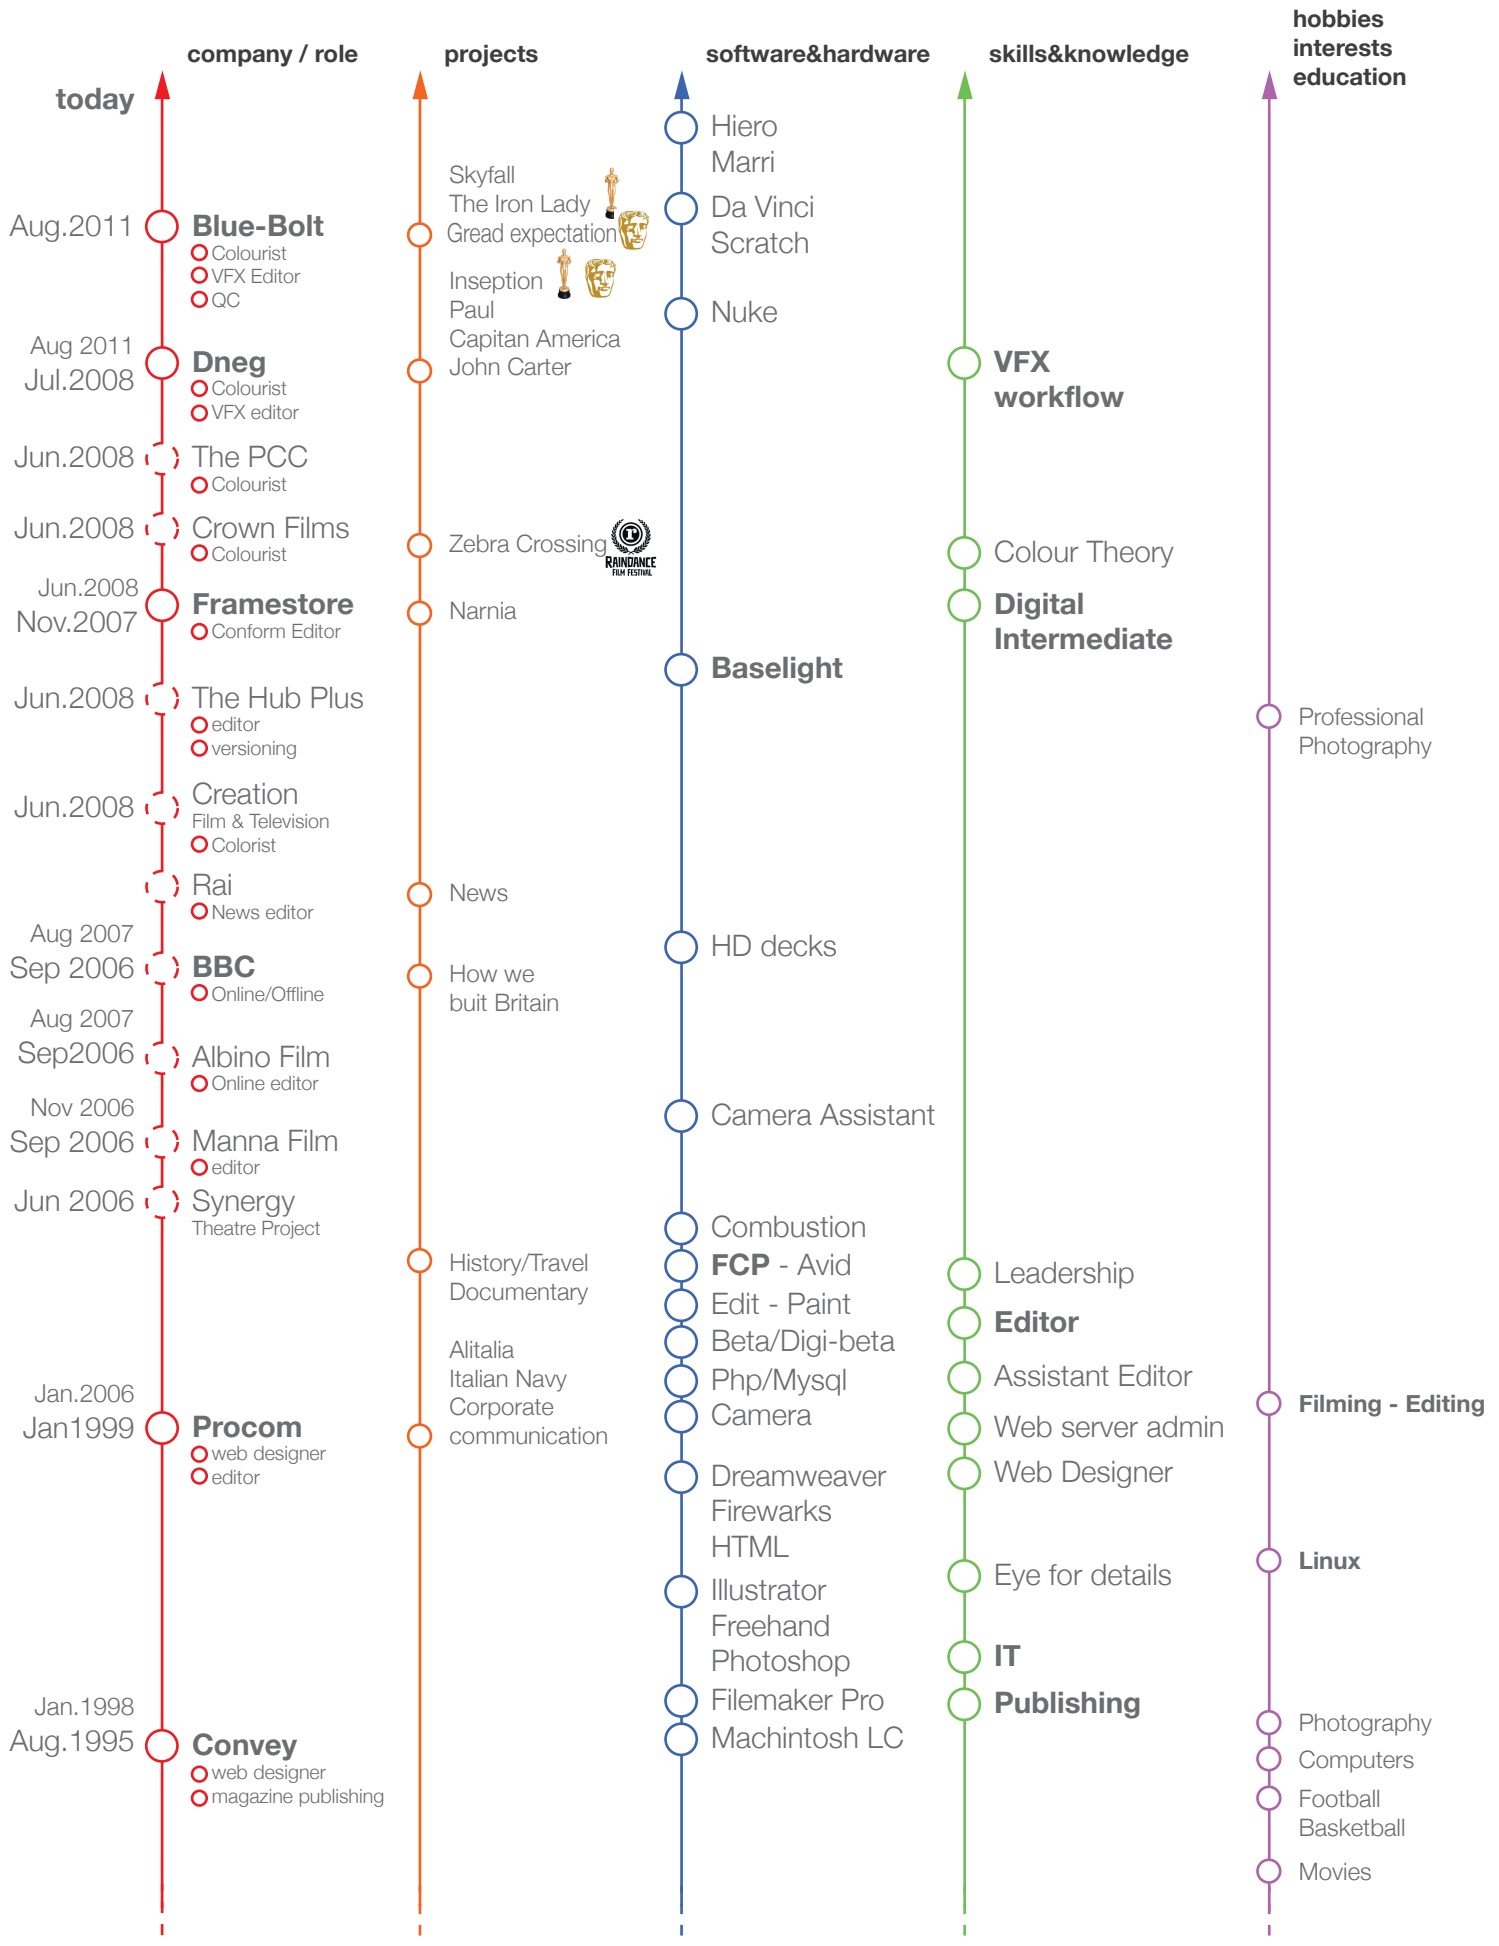 company / role
projects
software&hardware
skills&knowledge
hobbies
interests
education
today
Aug.2011
Blue-Bolt
Colourist
VFX Editor
QC
Aug 2011
Jul.2008
Dneg
Colourist
VFX editor
Jun.2008
The PCC
Colourist
Jun.2008
Crown Films
Colourist
Jun.2008
Nov.2007
Framestore
Conform Editor
Jun.2008
The Hub Plus
editor
versioning
Jun.2008
Creation
Film & Television
Colorist
Rai
News editor
Aug 2007
Sep 2006
BBC
Online/Offline
Aug 2007
Sep2006
Albino Film
Online editor
Nov 2006
Sep 2006
Manna Film
editor
Jun 2006
Synergy
Theatre Project
Jan.2006
Jan1999
Procom
web designer
editor
Jan.1998
Aug.1995
Convey
web designer
magazine publishing
Skyfall
The Iron Lady
Gread expectation
Inseption
Paul
Capitan America
John Carter
Zebra Crossing
r
RAINDANCE
FILM FESTIVAL
Narnia
News
How we
buit Britain
History/Travel
Documentary
Alitalia
Italian Navy
Corporate
communication
Hiero
Marri
Da Vinci
Scratch
Nuke
Baselight
HD decks
Camera Assistant
Combustion
FCP - Avid
Edit - Paint
Beta/Digi-beta
Php/Mysql
Camera
Dreamweaver
Firewarks
HTML
Illustrator
Freehand
Photoshop
Filemaker Pro
Machintosh LC
VFX
workflow
Colour Theory
Digital
Intermediate
Leadership
Editor
Assistant Editor
Web server admin
Web Designer
Eye for details
IT
Publishing
Professional
Photography
Filming - Editing
Linux
Photography
Computers
Football
Basketball
Movies